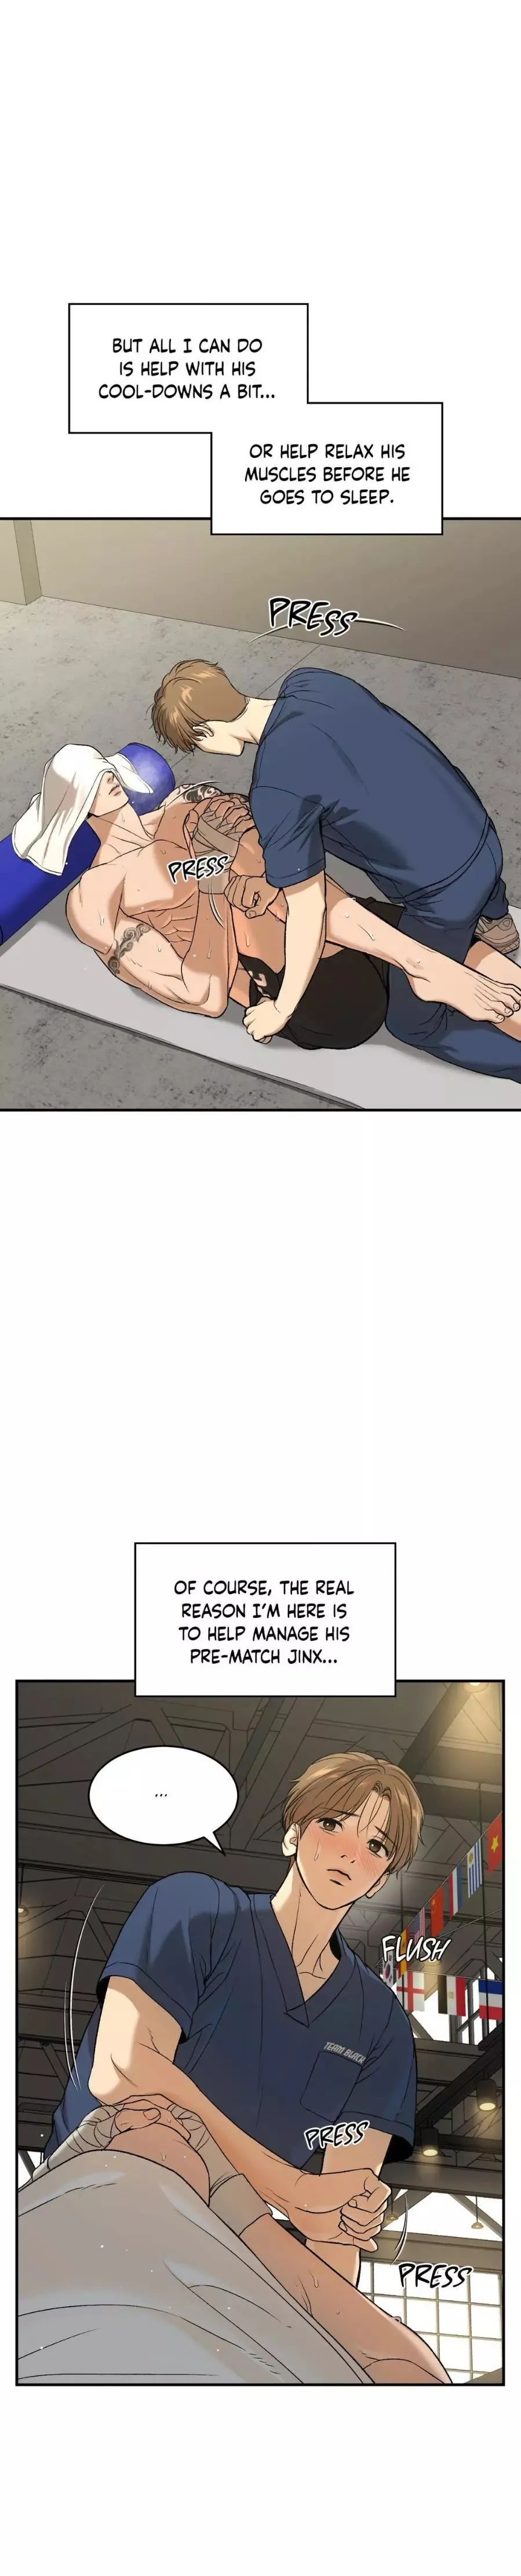 BUT ALL I CAN DO
IS HELP WITH HIS
COOL-DOWNS A BIT...
OR HELP RELAX HIS
MUSCLES BEFORE HE
GOES TO SLEEP.
PRESS
PRESS
OF COURSE, THE REAL
REASON I'M HERE IS
TO HELP MANAGE HIS
PRE-MATCH JINX...
...
FLUSH
TEAM BLACK
PRESS
PRESS